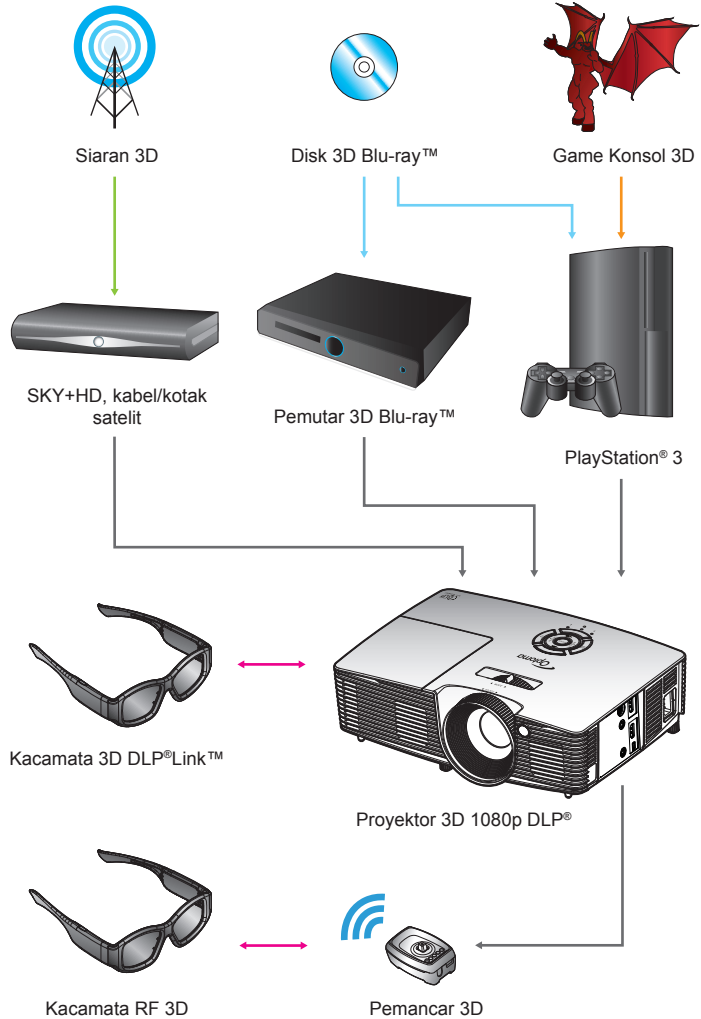 Siaran 3D
Disk 3D Blu-ray™
Game Konsol 3D
SKY+HD, kabel/kotak
satelit
Pemutar 3D Blu-ray™
PlayStation® 3
Optoma
Kacamata 3D DLP®Link™
Proyektor 3D 1080p DLP®
Kacamata RF 3D
Pemancar 3D